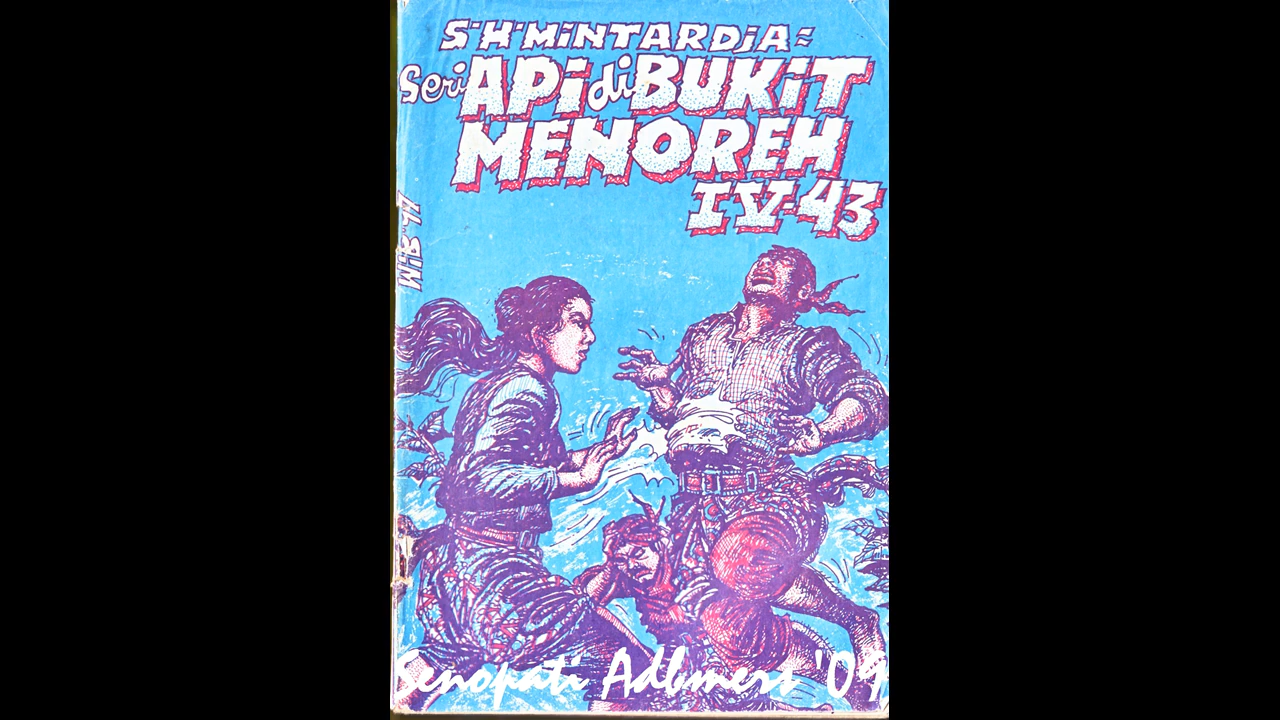 S·H·MiNTARDJA=
Seri API di BUKiT
MENOREH
IV-43
WiB'77
Senopati Adbmers '09